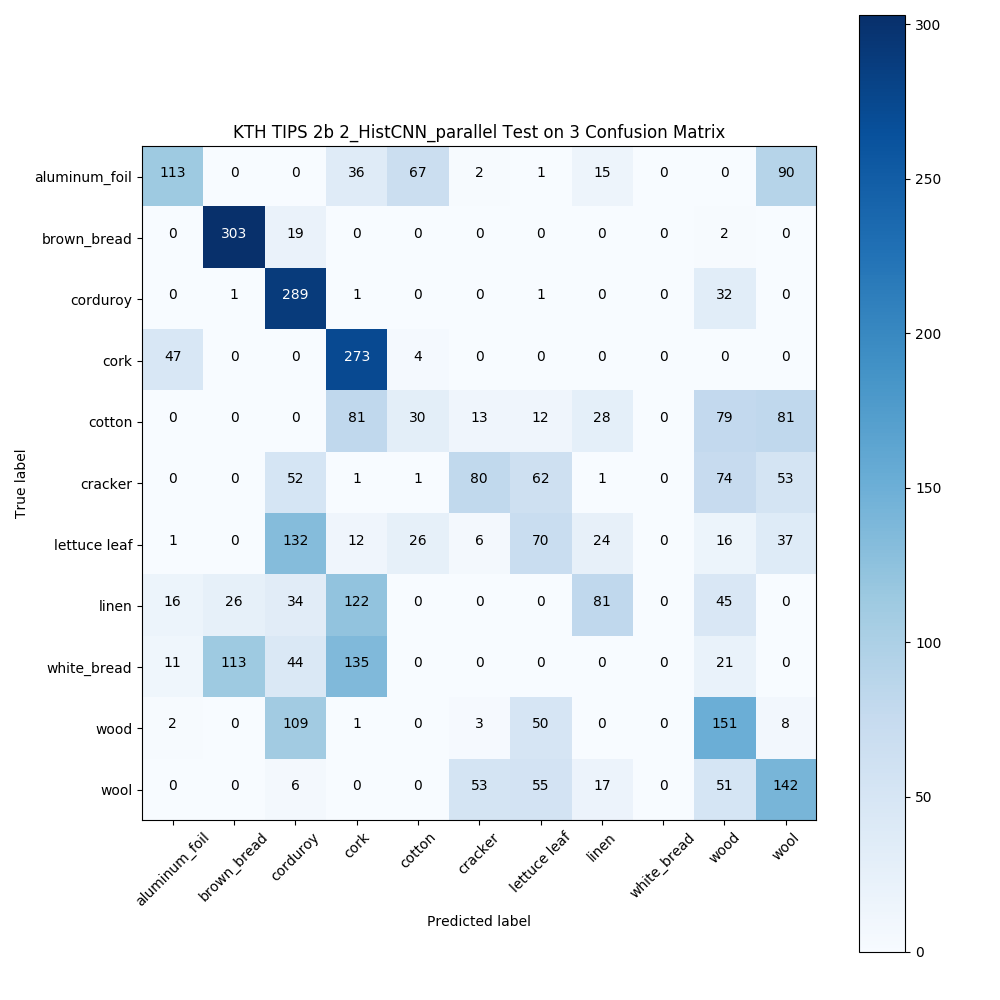 KTH TIPS 2b 2_HistCNN_parallel Test on 3 Confusion Matrix
True label
aluminum_foil 113 0 0 36 67 2 1 15 0 0 90
brown_bread 0 303 19 0 0 0 0 0 0 2 0
corduroy 0 1 289 1 0 0 1 0 0 32 0
cork 47 0 0 273 4 0 0 0 0 0 0
cotton 0 0 0 81 30 13 12 28 0 79 81
cracker 0 0 52 1 1 80 62 1 0 74 53
lettuce leaf 1 0 132 12 26 6 70 24 0 16 37
linen 16 26 34 122 0 0 0 81 0 45 0
white_bread 11 113 44 135 0 0 0 0 0 21 0
wood 2 0 109 1 0 3 50 0 0 151 8
wool 0 0 6 0 0 53 55 17 0 51 142
aluminum_foil brown_bread corduroy cork cotton cracker lettuce leaf linen white_bread wood wool
Predicted label
300
250
200
150
100
50
0